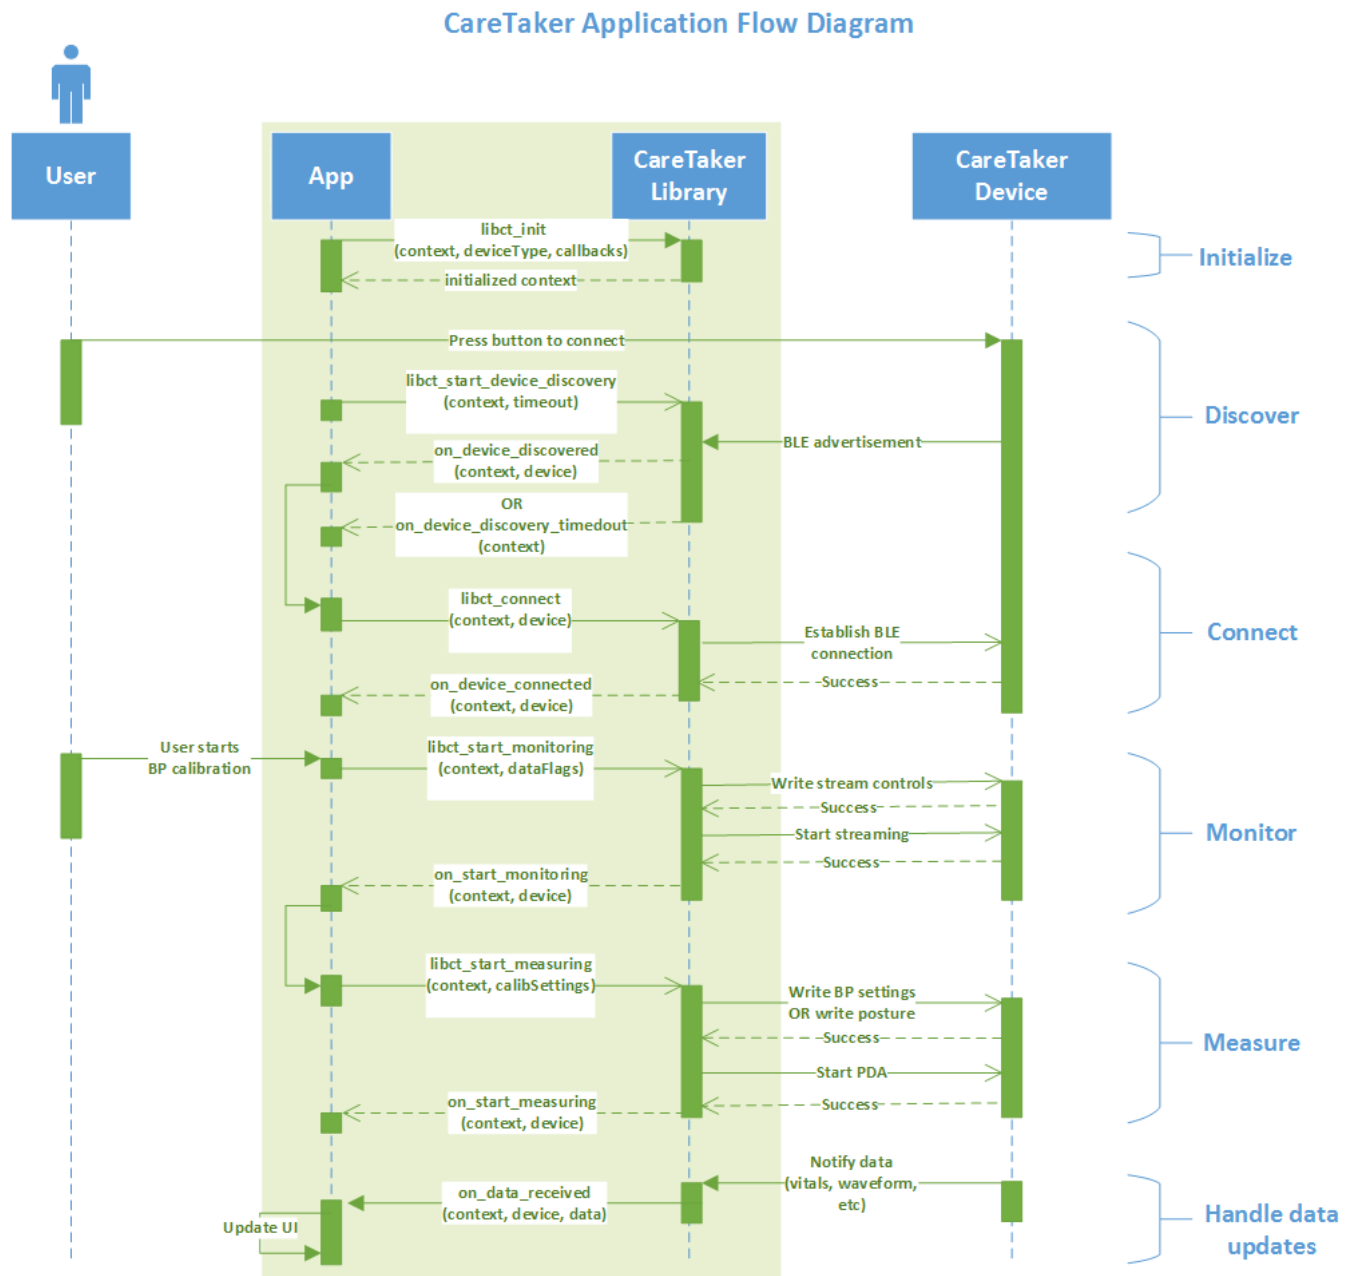 CareTaker Application Flow Diagram
User
App
CareTaker
Library
CareTaker
Device
libct_init
(context, deviceType, callbacks)
initialized context
Initialize
Press button to connect
libct_start_device_discovery
(context, timeout)
BLE advertisement
on_device_discovered
(context, device)
OR
on_device_discovery_timedout
(context)
Discover
libct_connect
(context, device)
Establish BLE
connection
Success
on_device_connected
(context, device)
Connect
User starts
BP calibration
libct_start_monitoring
(context, dataFlags)
Write stream controls
Success
Start streaming
Success
on_start_monitoring
(context, device)
Monitor
libct_start_measuring
(context, calibSettings)
Write BP settings
OR write posture
Success
Start PDA
Success
on_start_measuring
(context, device)
Measure
Notify data
(vitals, waveform,
etc)
on_data_received
(context, device, data)
Update UI
Handle data
updates